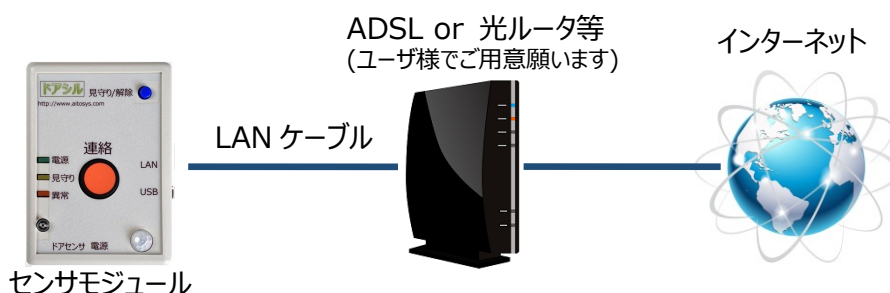 ADSL or 光ルータ等
(ユーザ様でご用意願います)
インターネット
ドアシル 見守り/解除
http://www.aitosys.com
連絡
電源
見守り
異常
LAN
USB
ドアセンサ 電源
LAN ケーブル
センサモジュール